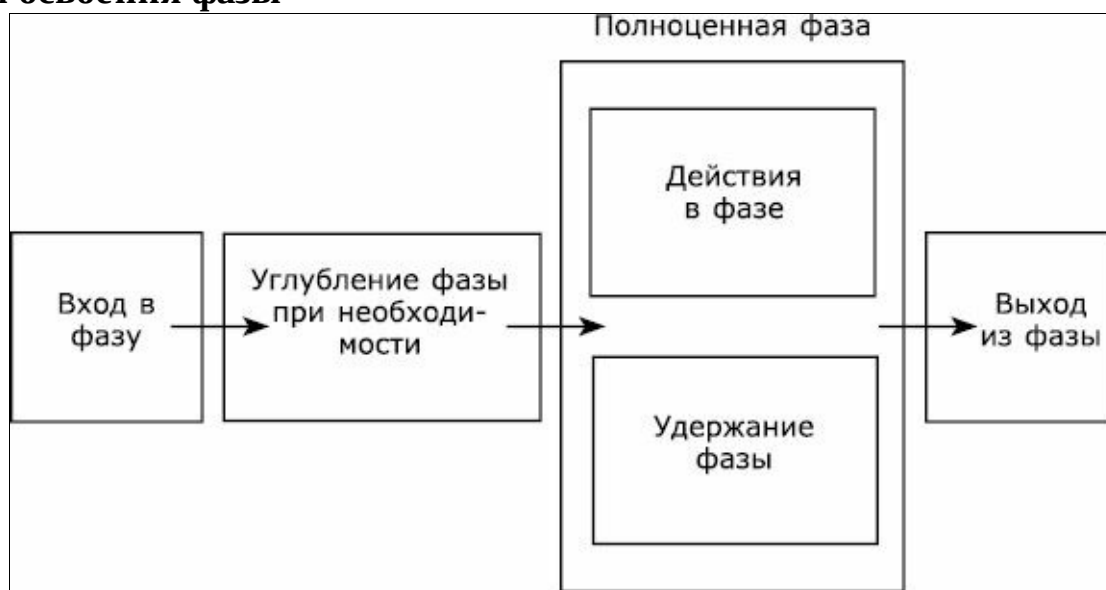 освоения фазы
Полноценная фаза
Действия
в фазе
Вход в
фазу
Углубление фазы
при необходи-
мости
Удержание
фазы
Выход
из фазы